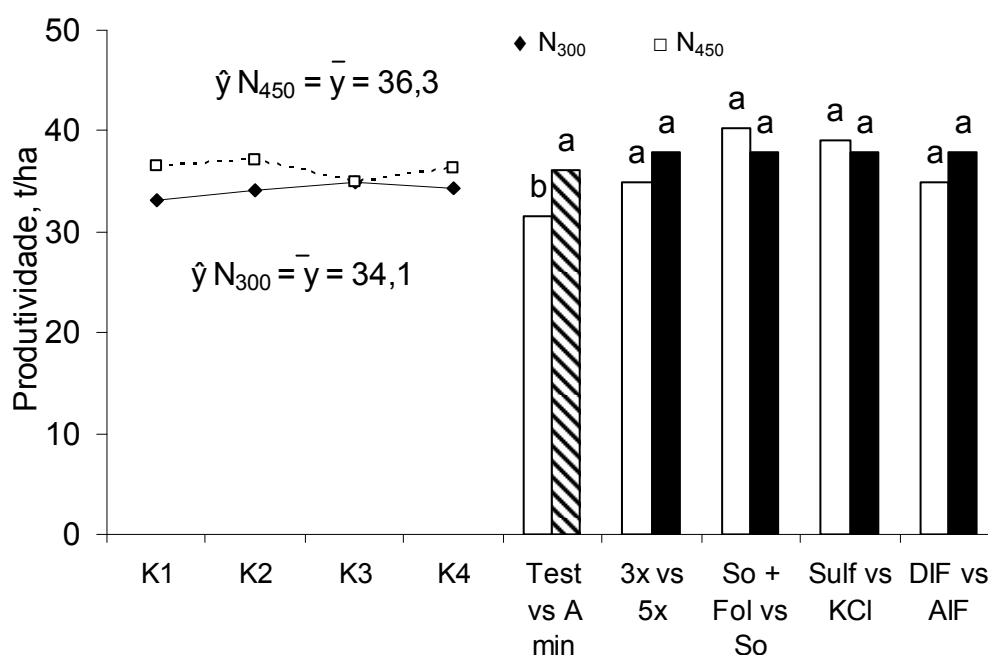 Produtividade, t/ha
50
40
30
20
10
0
N300
N450
ŷ N450 = y̅ = 36,3
ŷ N300 = y̅ = 34,1
b
a
a
a
a
a
a
a
a
a
K1
K2
K3
K4
Test
vs A
min
3x vs
5x
So +
Fol vs
So
Sulf vs
KCl
DIF vs
AIF